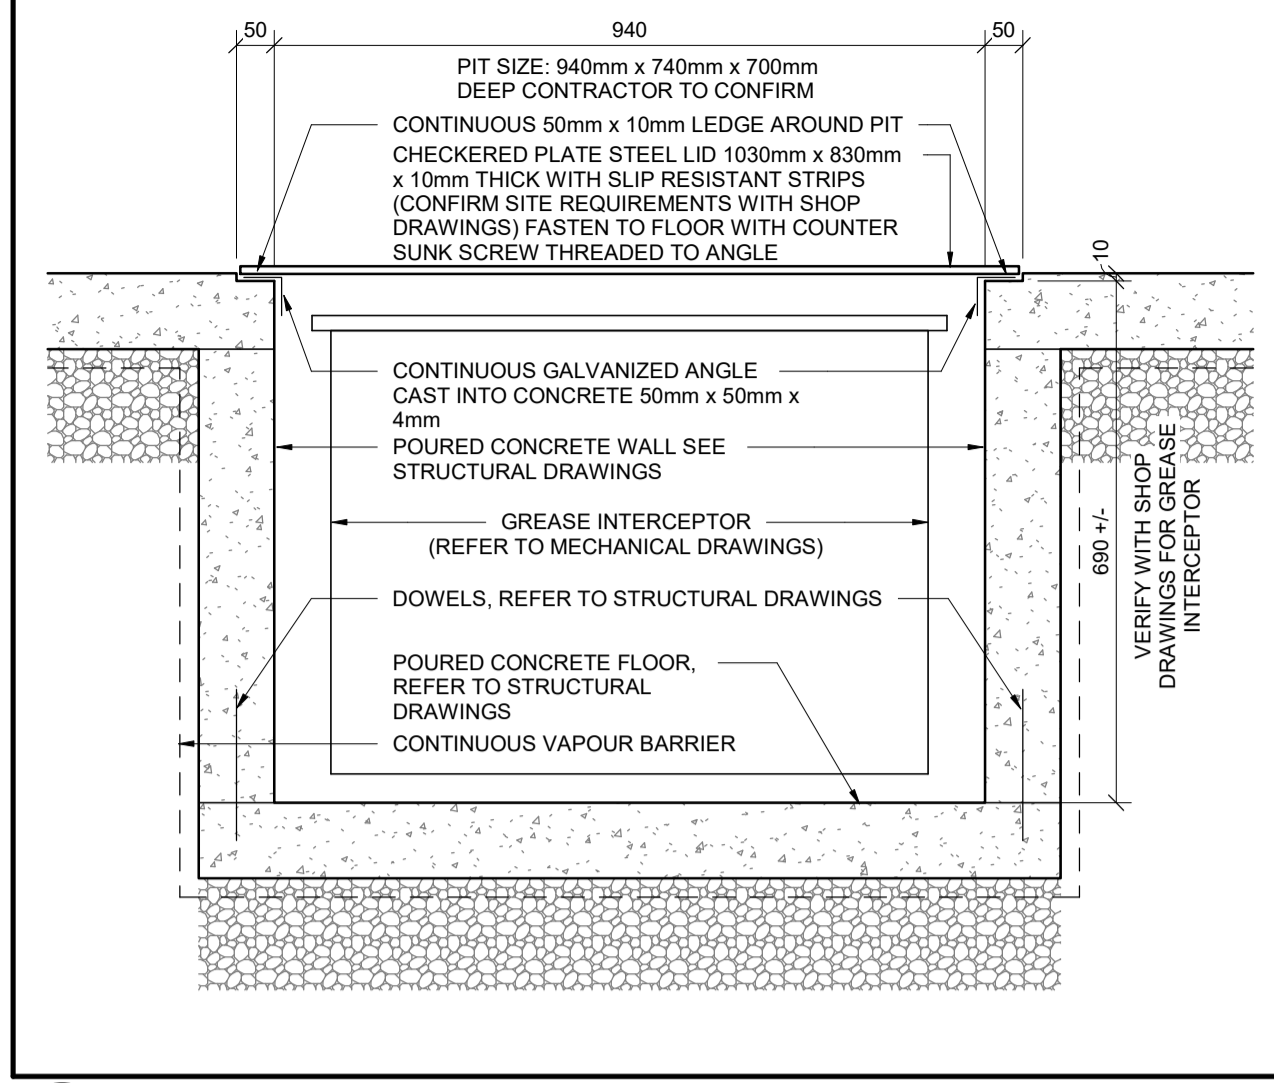 50
940
50
PIT SIZE: 940mm x 740mm x 700mm
DEEP CONTRACTOR TO CONFIRM
CONTINUOUS 50mm x 10mm LEDGE AROUND PIT
CHECKERED PLATE STEEL LID 1030mm x 830mm
x 10mm THICK WITH SLIP RESISTANT STRIPS
(CONFIRM SITE REQUIREMENTS WITH SHOP
DRAWINGS) FASTEN TO FLOOR WITH COUNTER
SUNK SCREW THREADED TO ANGLE
10
CONTINUOUS GALVANIZED ANGLE
CAST INTO CONCRETE 50mm x 50mm x
4mm
POURED CONCRETE WALL SEE
STRUCTURAL DRAWINGS
GREASE INTERCEPTOR
(REFER TO MECHANICAL DRAWINGS)
DOWELS, REFER TO STRUCTURAL DRAWINGS
POURED CONCRETE FLOOR,
REFER TO STRUCTURAL
DRAWINGS
CONTINUOUS VAPOUR BARRIER
690 +/-
VERIFY WITH SHOP
DRAWINGS FOR GREASE
INTERCEPTOR